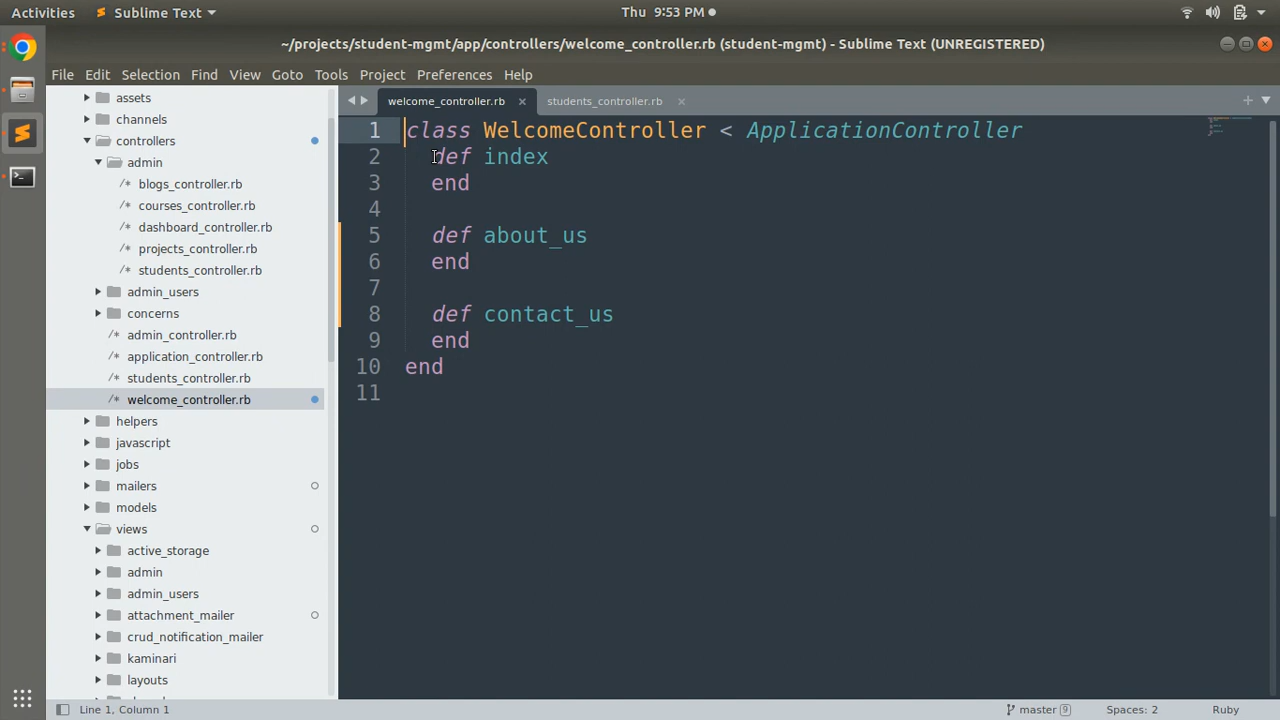 Activities Sublime Text Thu 9:53 PM
~/projects/student-mgmt/app/controllers/welcome_controller.rb (student-mgmt) - Sublime Text (UNREGISTERED)
File Edit Selection Find View Goto Tools Project Preferences Help
assets
channels
controllers
admin
/* blogs_controller.rb
/* courses_controller.rb
/* dashboard_controller.rb
/* projects_controller.rb
/* students_controller.rb
admin_users
concerns
/* admin_controller.rb
/* application_controller.rb
/* students_controller.rb
/* welcome_controller.rb
helpers
javascript
jobs
mailers
models
views
active_storage
admin
admin_users
attachment_mailer
crud_notification_mailer
kaminari
layouts
welcome_controller.rb × students_controller.rb ×
1 class WelcomeController < ApplicationController
2 def index
3 end
4
5 def about_us
6 end
7
8 def contact_us
9 end
10 end
11
Line 1, Column 1 master 9 Spaces: 2 Ruby